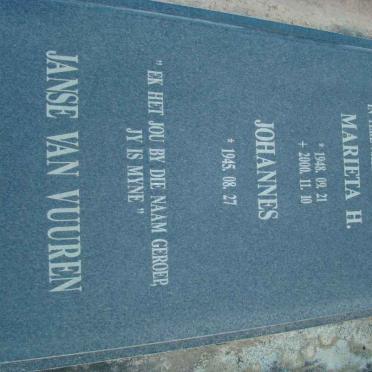 MARIETA H.
* 1948. 09. 21
+ 2000. 11. 10
JOHANNES
* 1945. 08. 27
" EK HET JOU BY DIE NAAM GEROEP,
JY IS MYNE "
JANSE VAN VUUREN